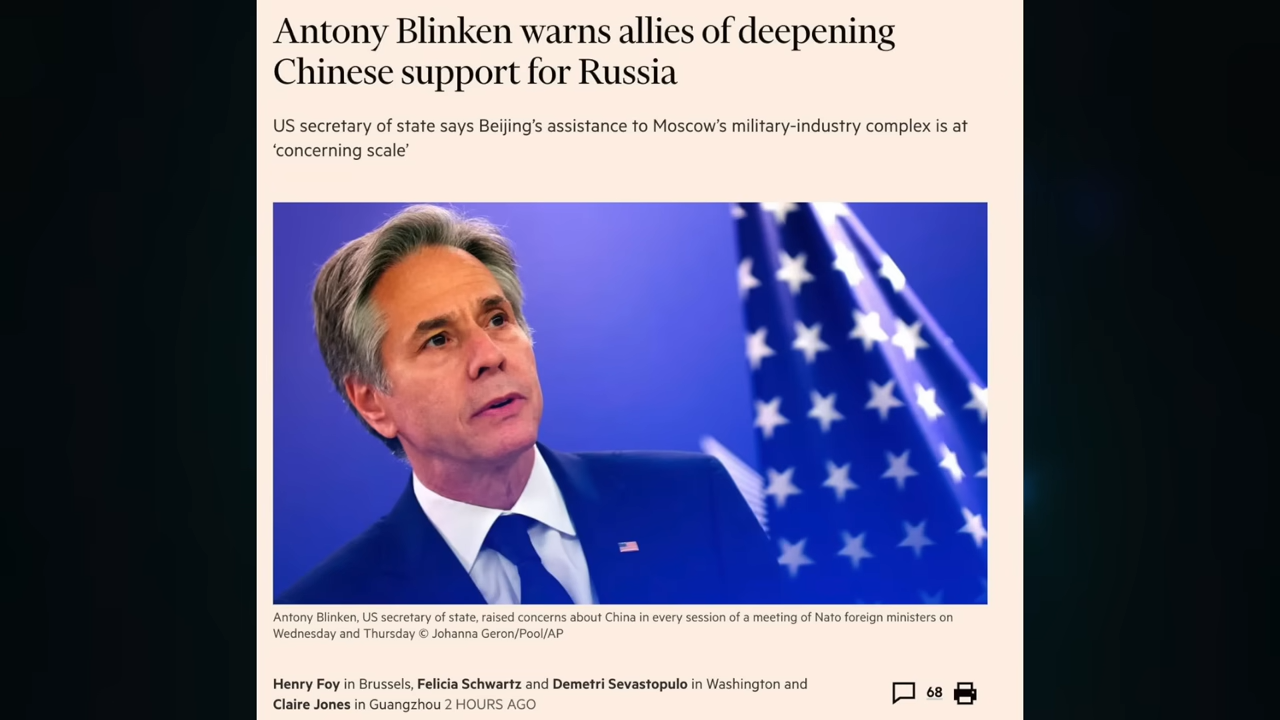 Antony Blinken warns allies of deepening
Chinese support for Russia
US secretary of state says Beijing’s assistance to Moscow’s military-industry complex is at
‘concerning scale’
Antony Blinken, US secretary of state, raised concerns about China in every session of a meeting of Nato foreign ministers on
Wednesday and Thursday © Johanna Geron/Pool/AP
Henry Foy in Brussels, Felicia Schwartz and Demetri Sevastopulo in Washington and
Claire Jones in Guangzhou 2 HOURS AGO
68